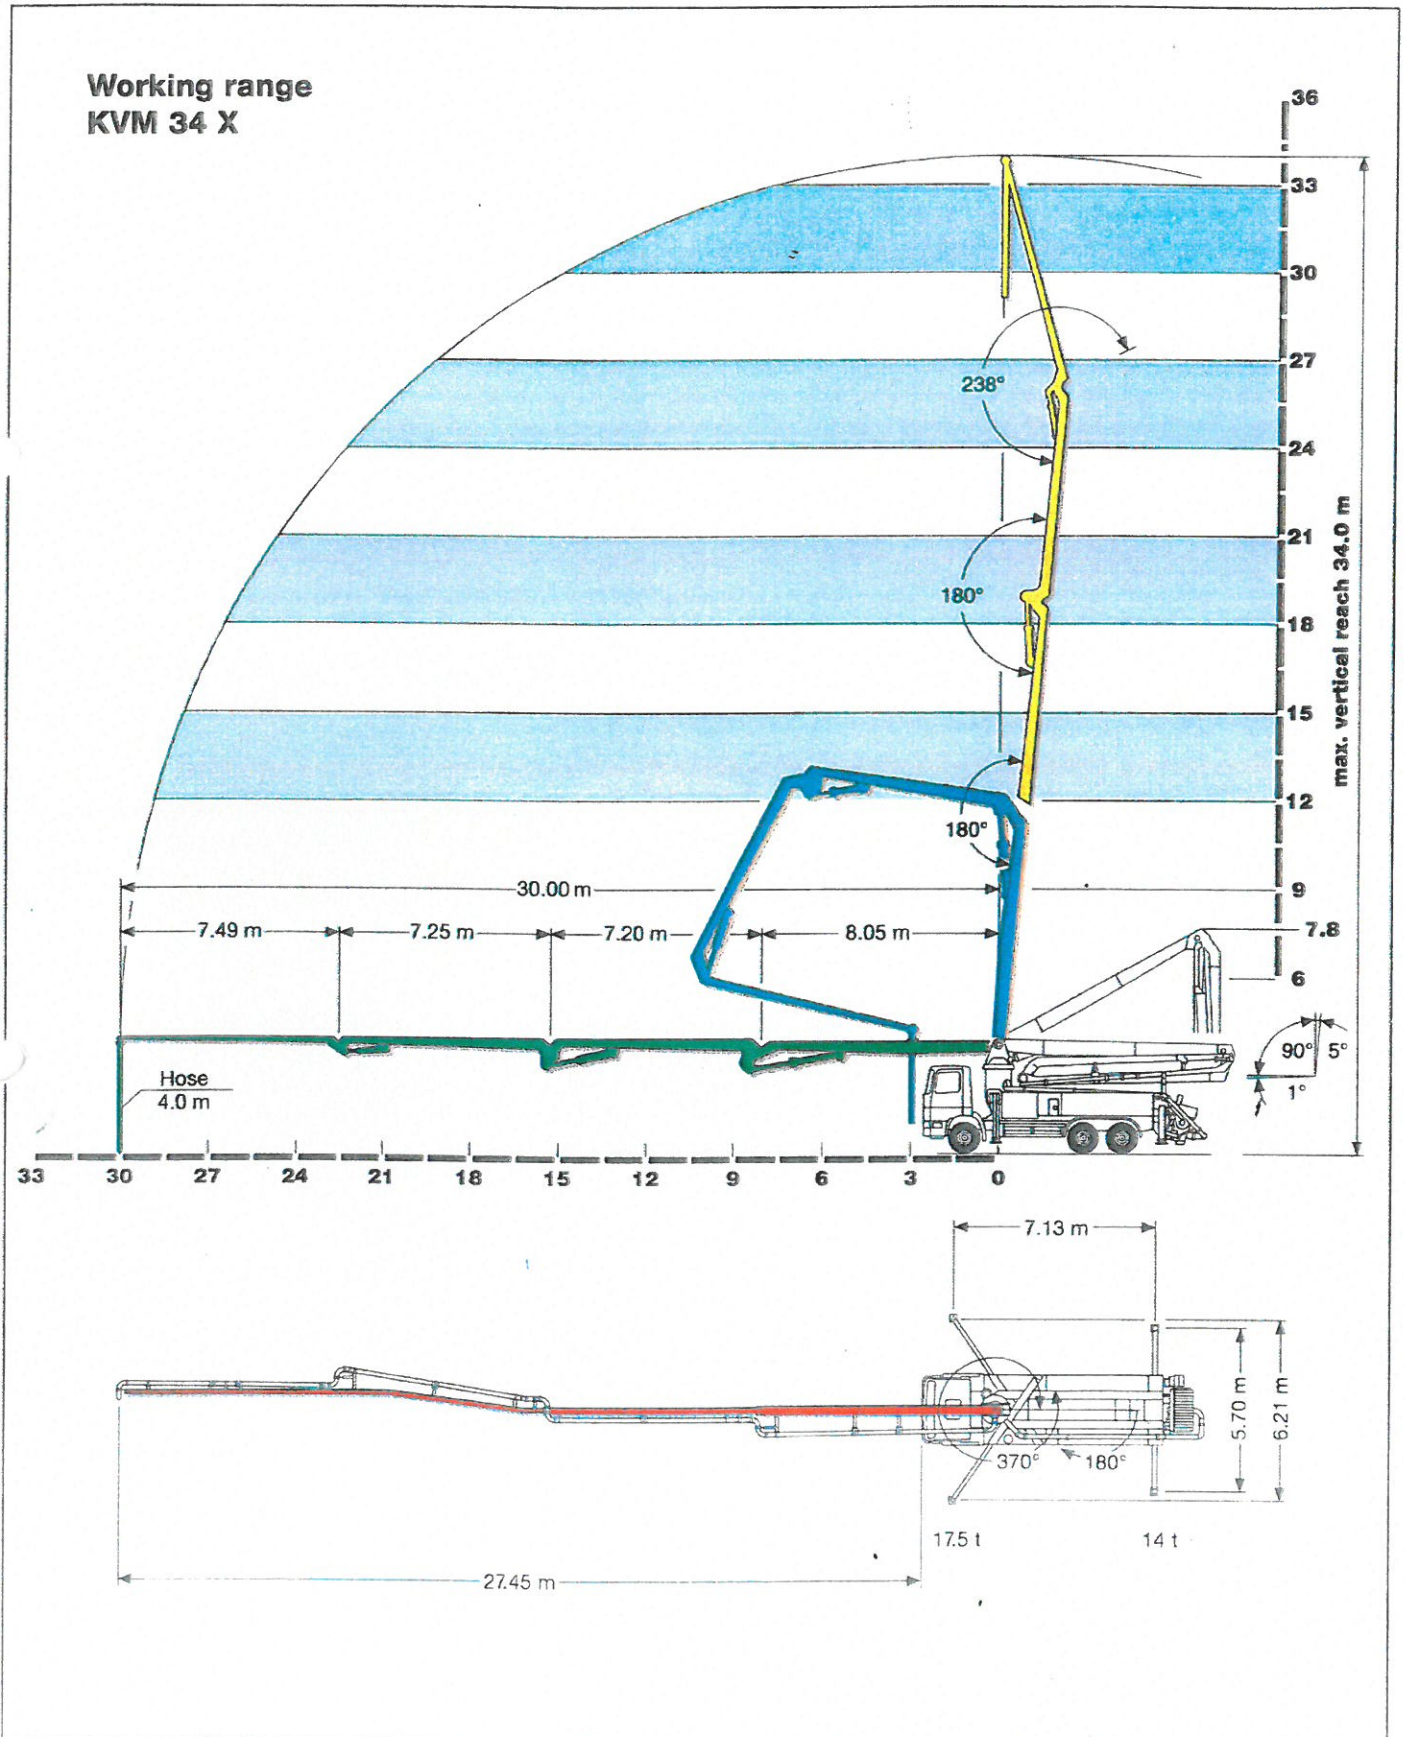 Working range
KVM 34 X
36
33
30
27
238°
24
21
180°
18
15
12
180°
max. vertical reach 34.0 m
30.00 m
9
7.49 m
7.25 m
7.20 m
8.05 m
7.8
6
90°
5°
1°
Hose
4.0 m
33
30
27
24
21
18
15
12
9
6
3
0
7.13 m
5.70 m
6.21 m
370°
180°
17.5 t
14 t
27.45 m